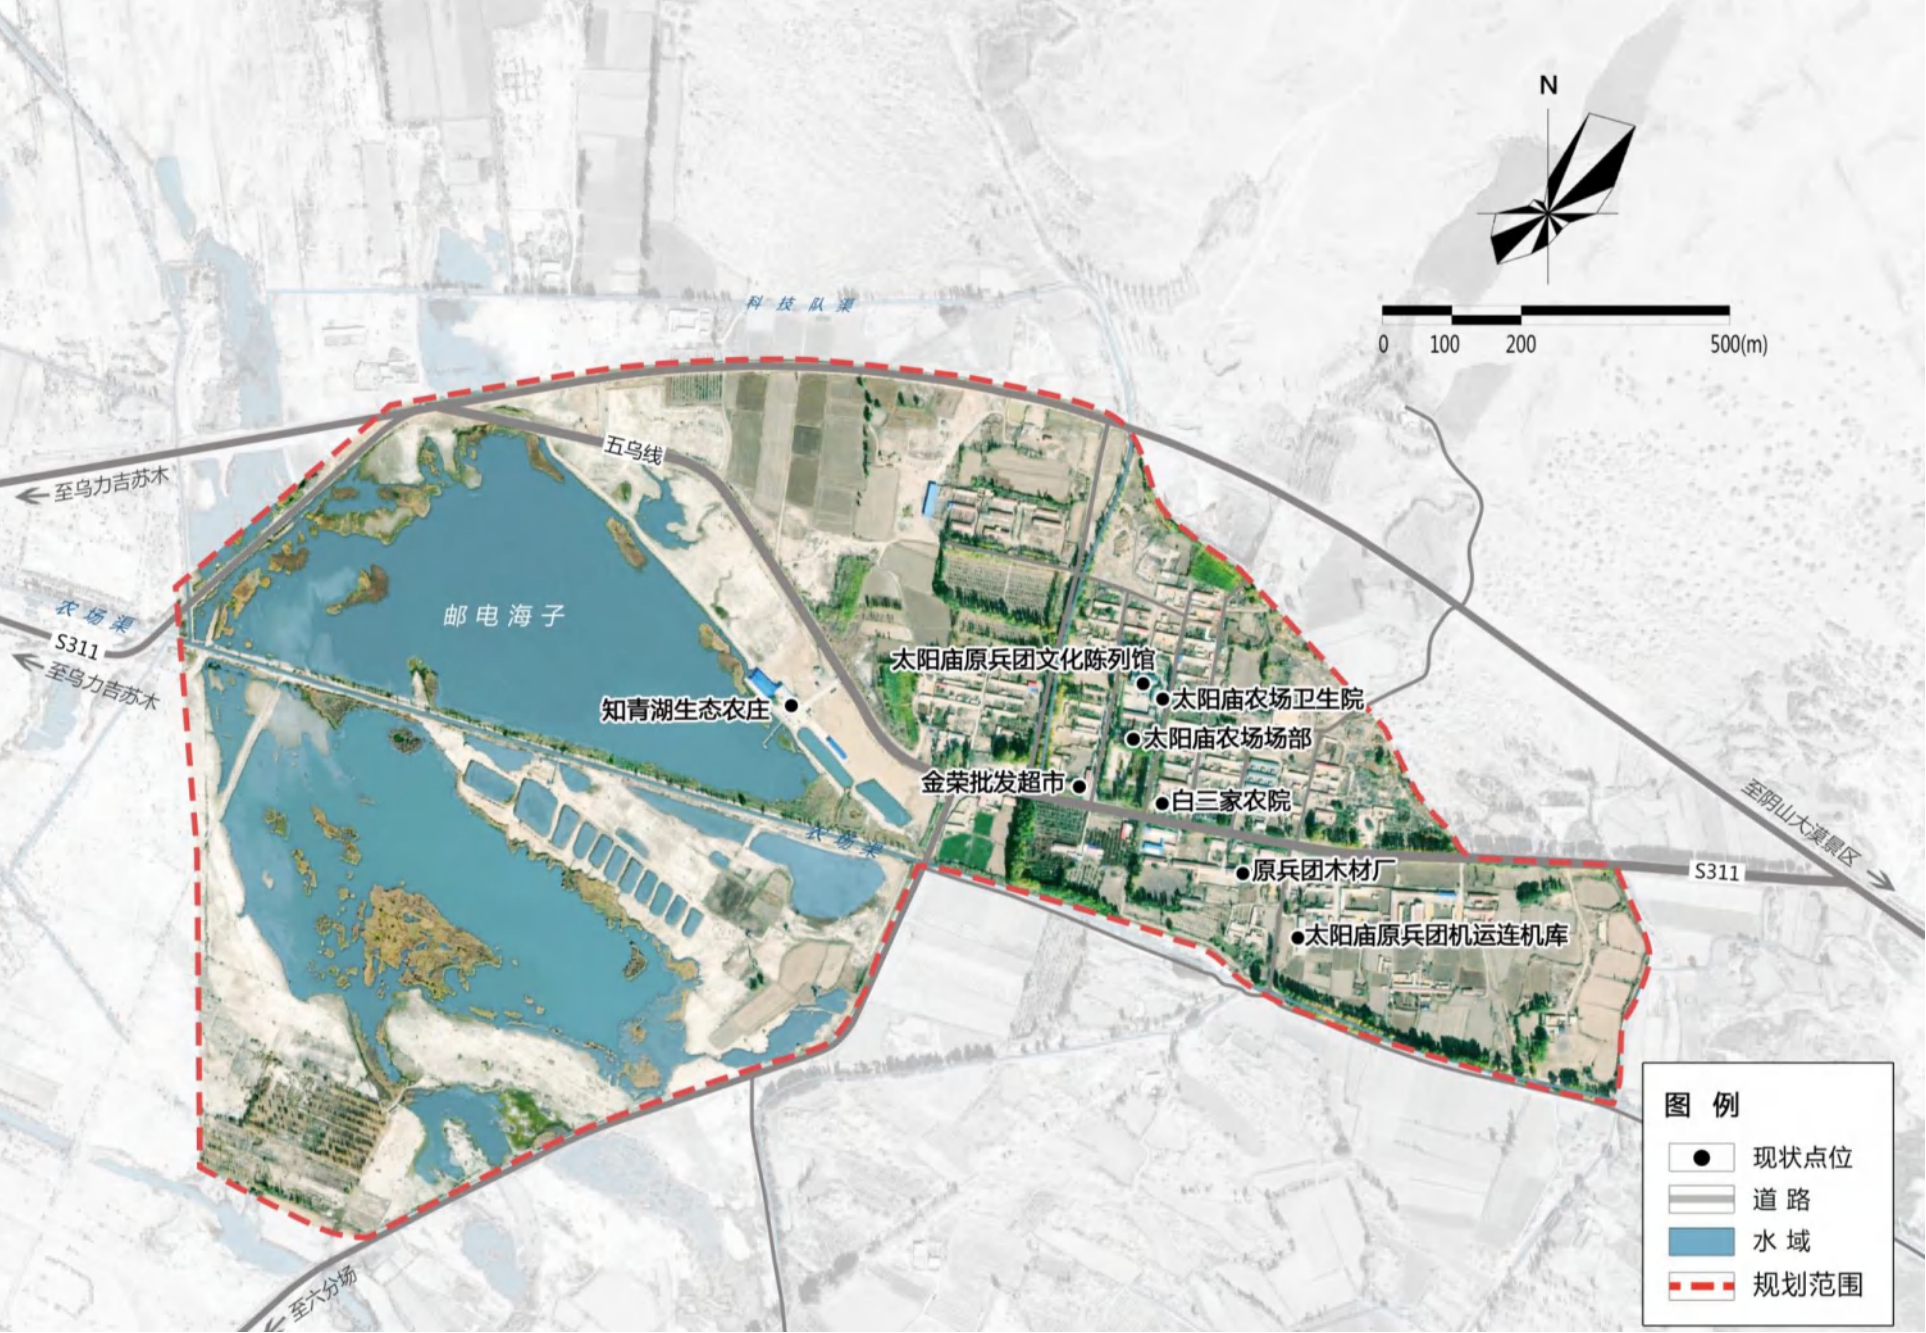 N
0 100 200 500(m)
科技队渠
五乌线
至乌力吉苏木
农场渠
S311
至乌力吉苏木
邮电海子
太阳庙原兵团文化陈列馆
太阳庙农场卫生院
知青湖生态农庄
太阳庙农场场部
金荣批发超市
白三家农院
至阴山大漠景区
农场渠
原兵团木材厂
S311
太阳庙原兵团机运连机库
至六分场
图 例
现状点位
道 路
水 域
规划范围